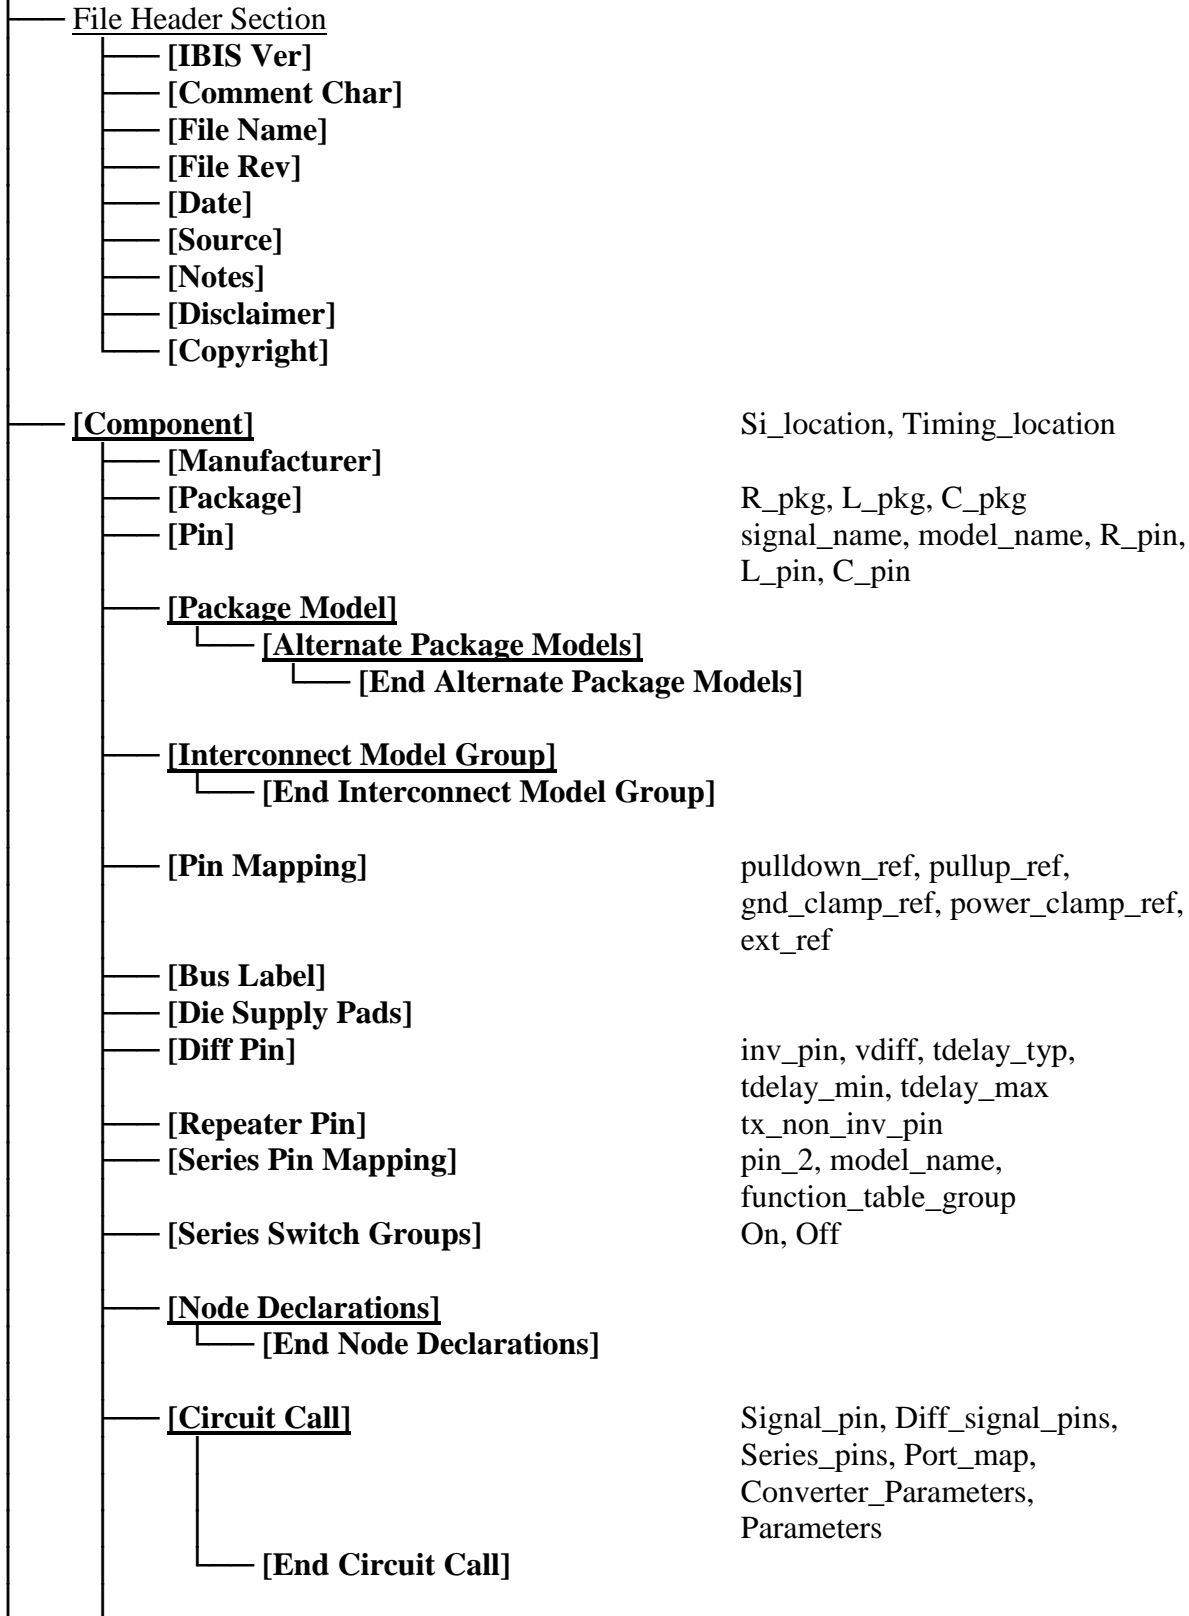 File Header Section
[IBIS Ver]
[Comment Char]
[File Name]
[File Rev]
[Date]
[Source]
[Notes]
[Disclaimer]
[Copyright]
[Component] Si_location, Timing_location
[Manufacturer]
[Package] R_pkg, L_pkg, C_pkg
[Pin] signal_name, model_name, R_pin,
L_pin, C_pin
[Package Model]
[Alternate Package Models]
[End Alternate Package Models]
[Interconnect Model Group]
[End Interconnect Model Group]
[Pin Mapping] pulldown_ref, pullup_ref,
gnd_clamp_ref, power_clamp_ref,
ext_ref
[Bus Label]
[Die Supply Pads]
[Diff Pin] inv_pin, vdiff, tdelay_typ,
tdelay_min, tdelay_max
[Repeater Pin] tx_non_inv_pin
[Series Pin Mapping] pin_2, model_name,
function_table_group
[Series Switch Groups] On, Off
[Node Declarations]
[End Node Declarations]
[Circuit Call] Signal_pin, Diff_signal_pins,
Series_pins, Port_map,
Converter_Parameters,
Parameters
[End Circuit Call]